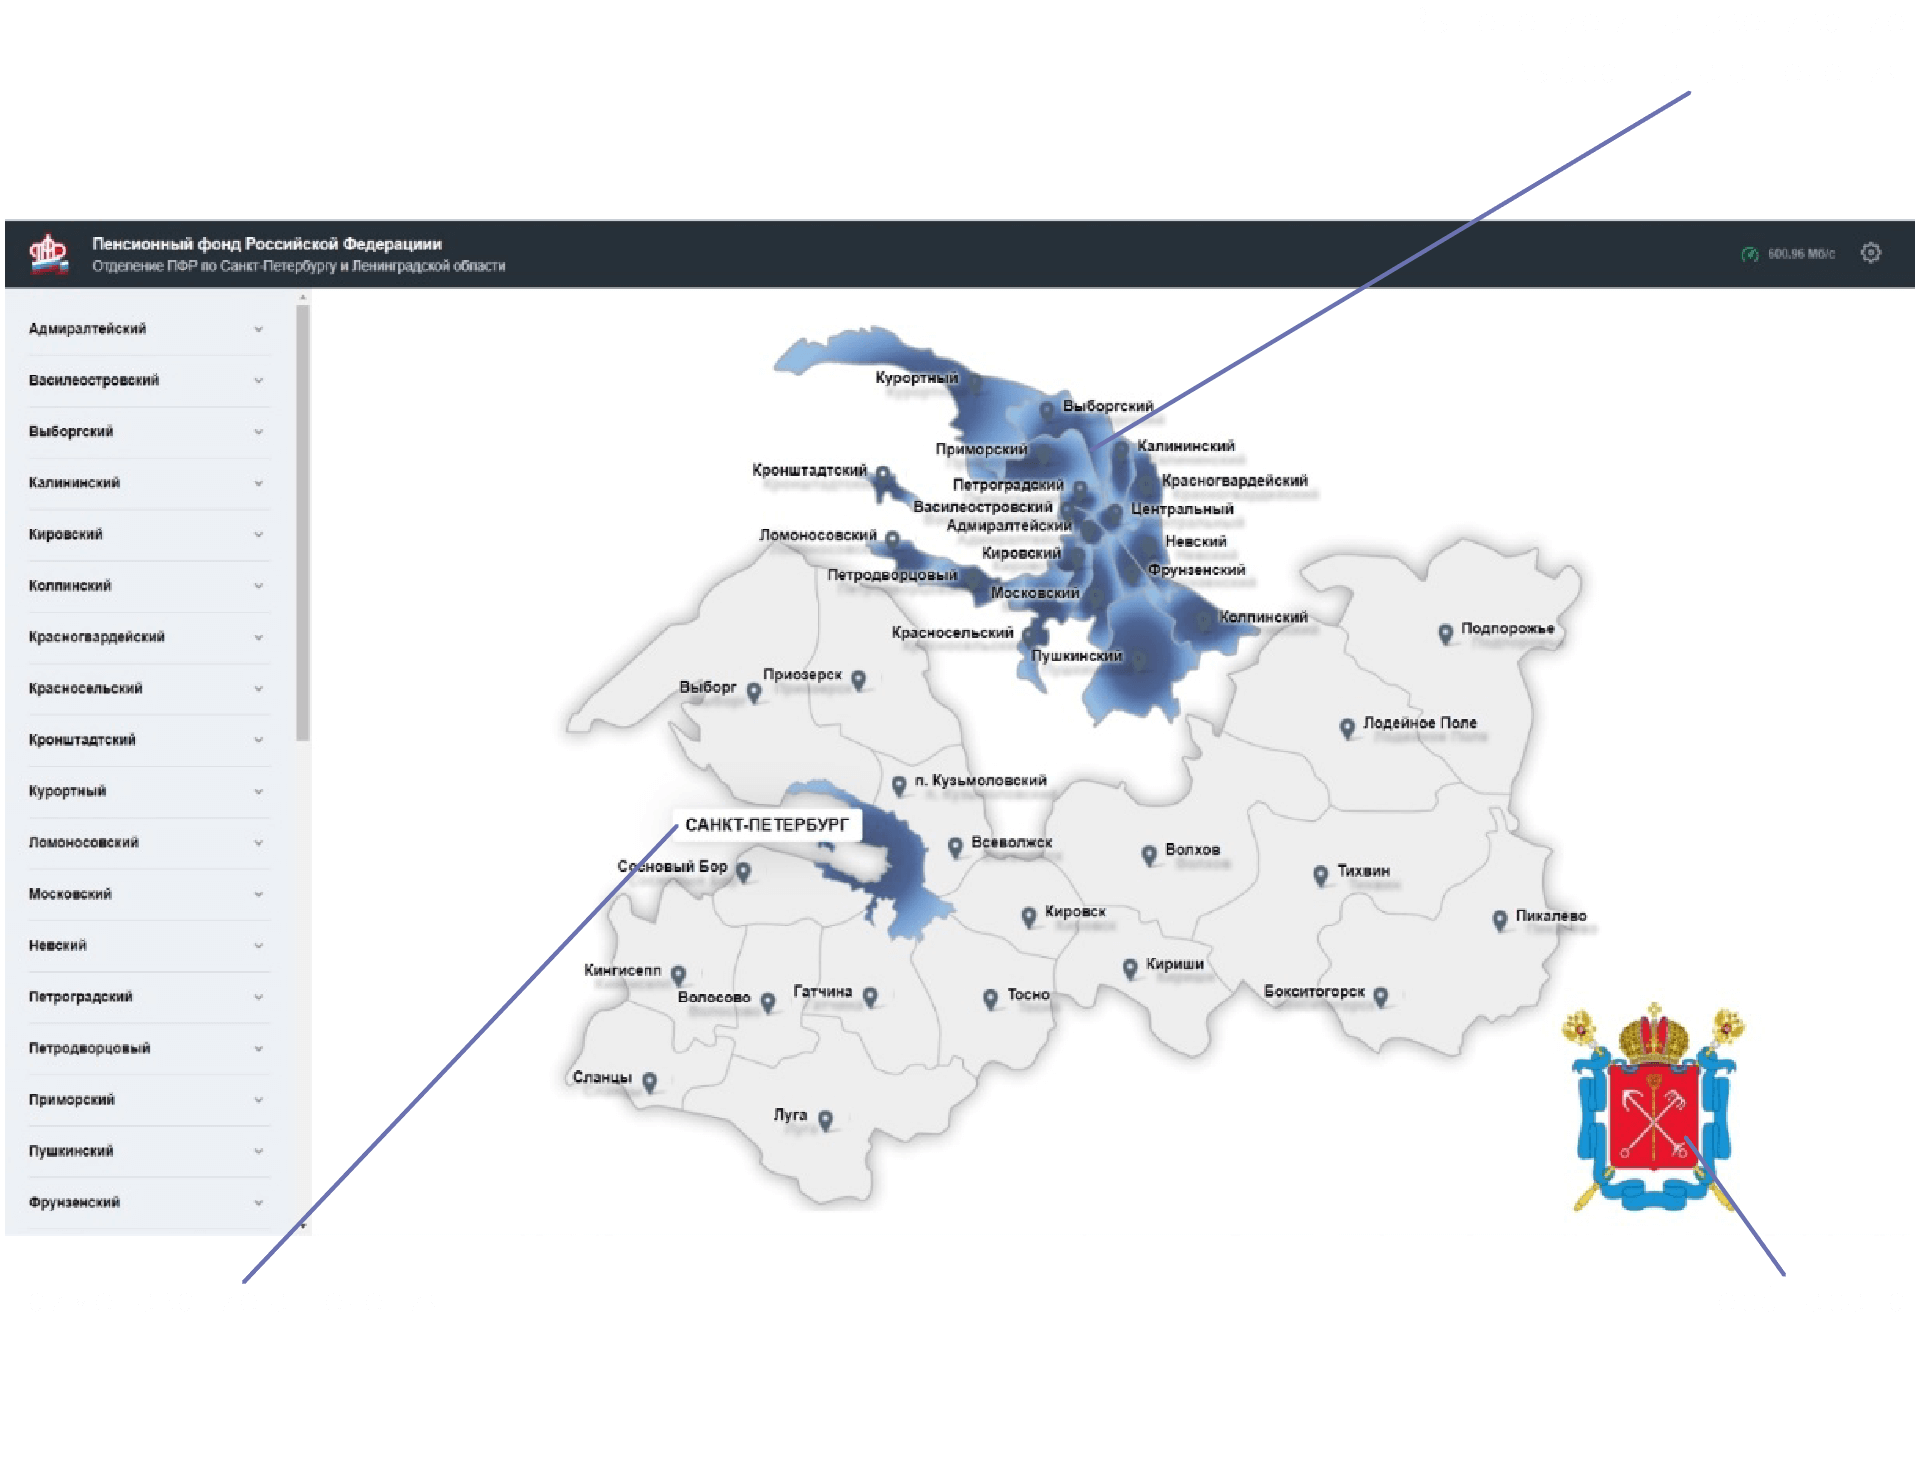 Пенсионный фонд Российской Федерациии
Отделение ПФР по Санкт-Петербургу и Ленинградской области
600.96 Мб/с
Адмиралтейский
Василеостровский
Выборгский
Калининский
Кировский
Колпинский
Красногвардейский
Красносельский
Кронштадтский
Курортный
Ломоносовский
Московский
Невский
Петроградский
Петродворцовый
Приморский
Пушкинский
Фрунзенский
Курортный
Выборгский
Приморский
Калининский
Кронштадтский
Петроградский
Красногвардейский
Василеостровский
Центральный
Адмиралтейский
Ломоносовский
Невский
Кировский
Фрунзенский
Петродворцовый
Московский
Колпинский
Красносельский
Пушкинский
Подпорожье
Приозерск
Выборг
Лодейное Поле
п. Кузьмоловский
САНКТ-ПЕТЕРБУРГ
Всеволжск
Волхов
Сосновый Бор
Тихвин
Кировск
Пикалево
Кириши
Кингисепп
Волосово
Гатчина
Тосно
Бокситогорск
Сланцы
Луга